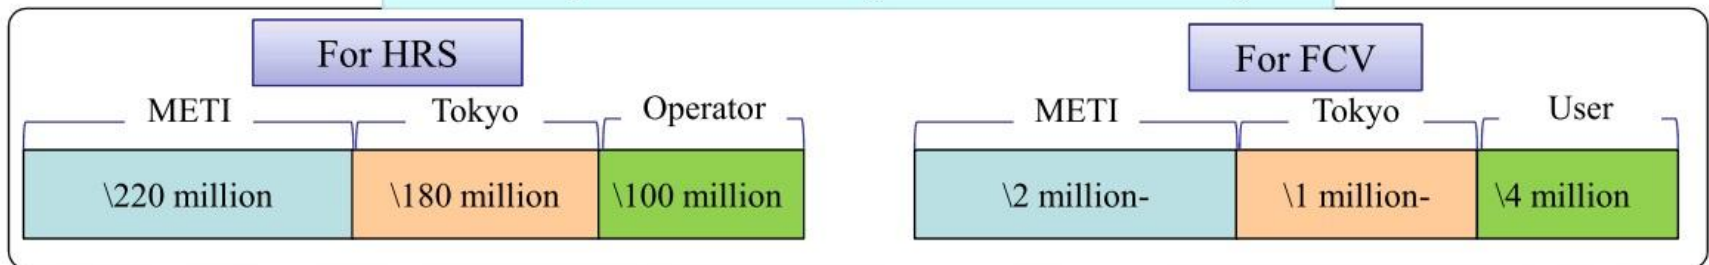 For HRS
METI Tokyo Operator
\220 million \180 million \100 million
For FCV
METI Tokyo User
\2 million- \1 million- \4 million